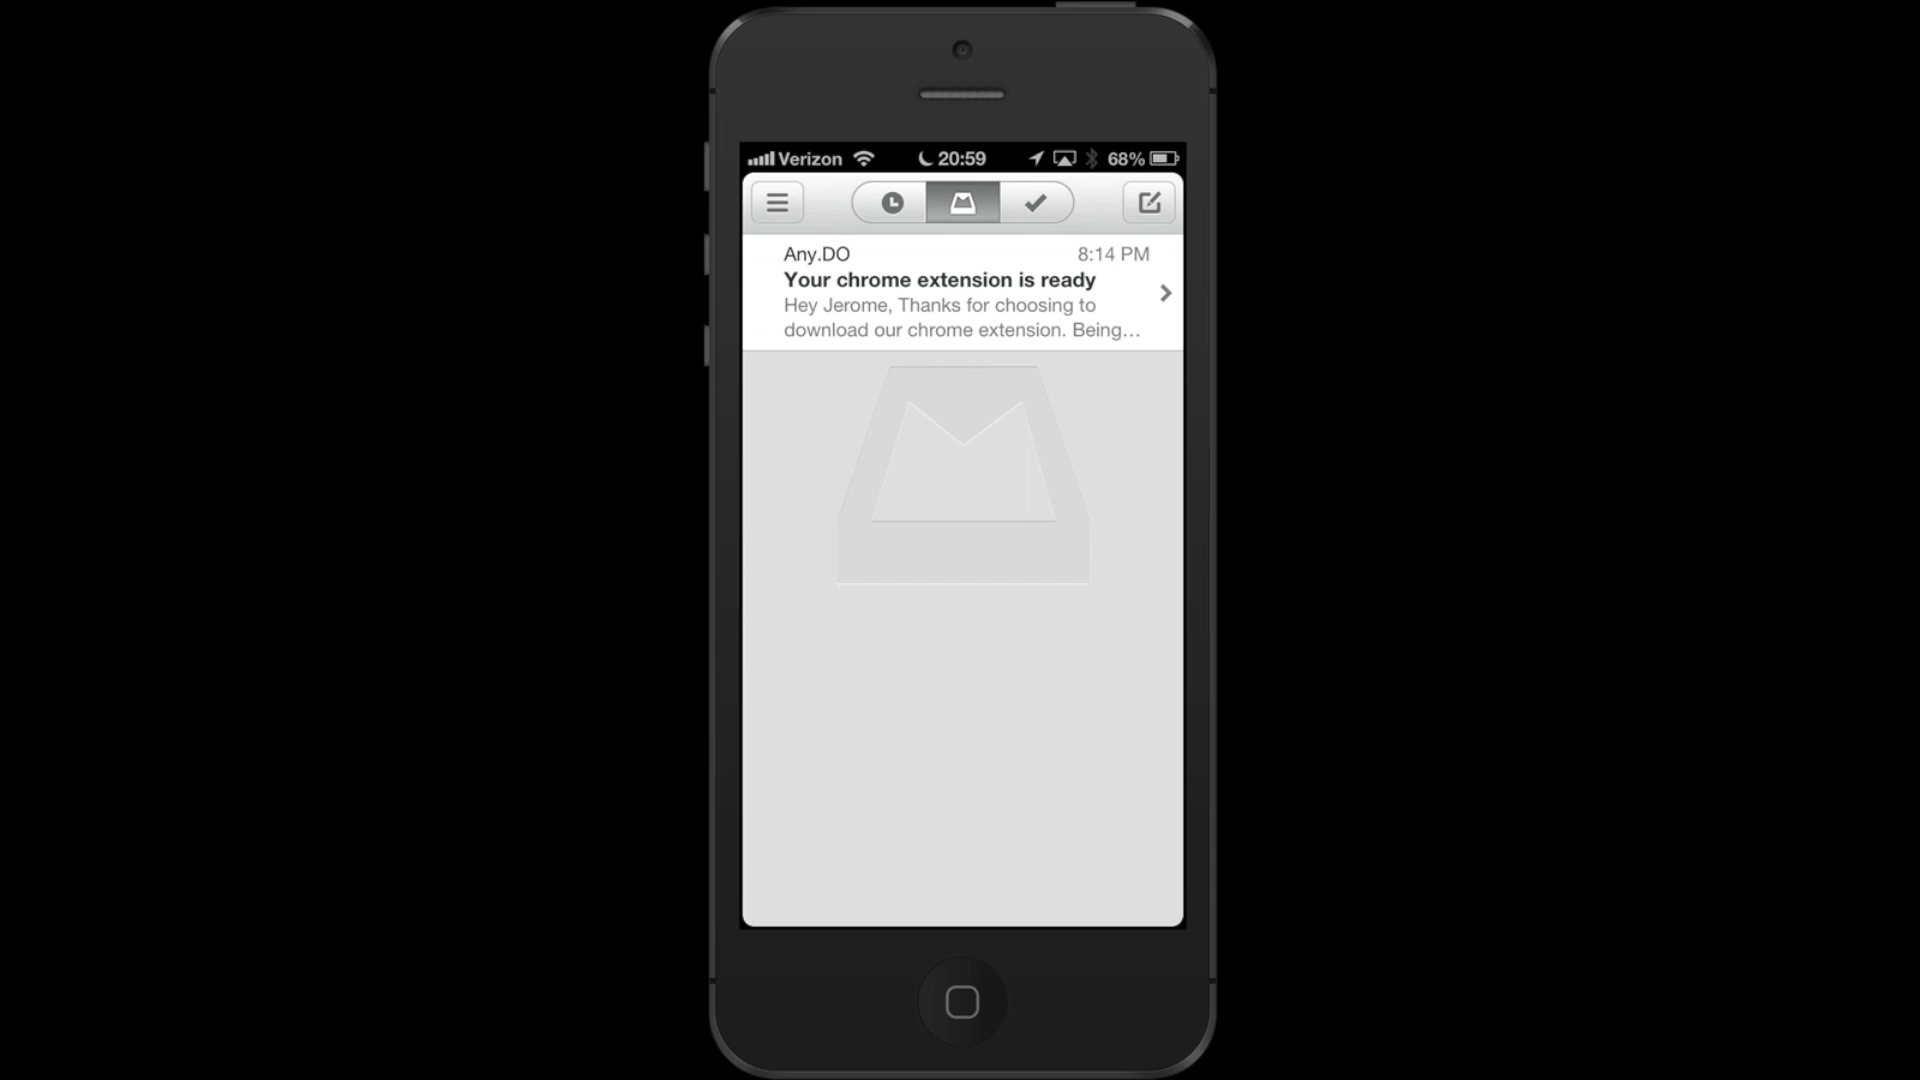 Verizon 20:59 68%
Any.DO 8:14 PM
Your chrome extension is ready
Hey Jerome, Thanks for choosing to
download our chrome extension. Being…